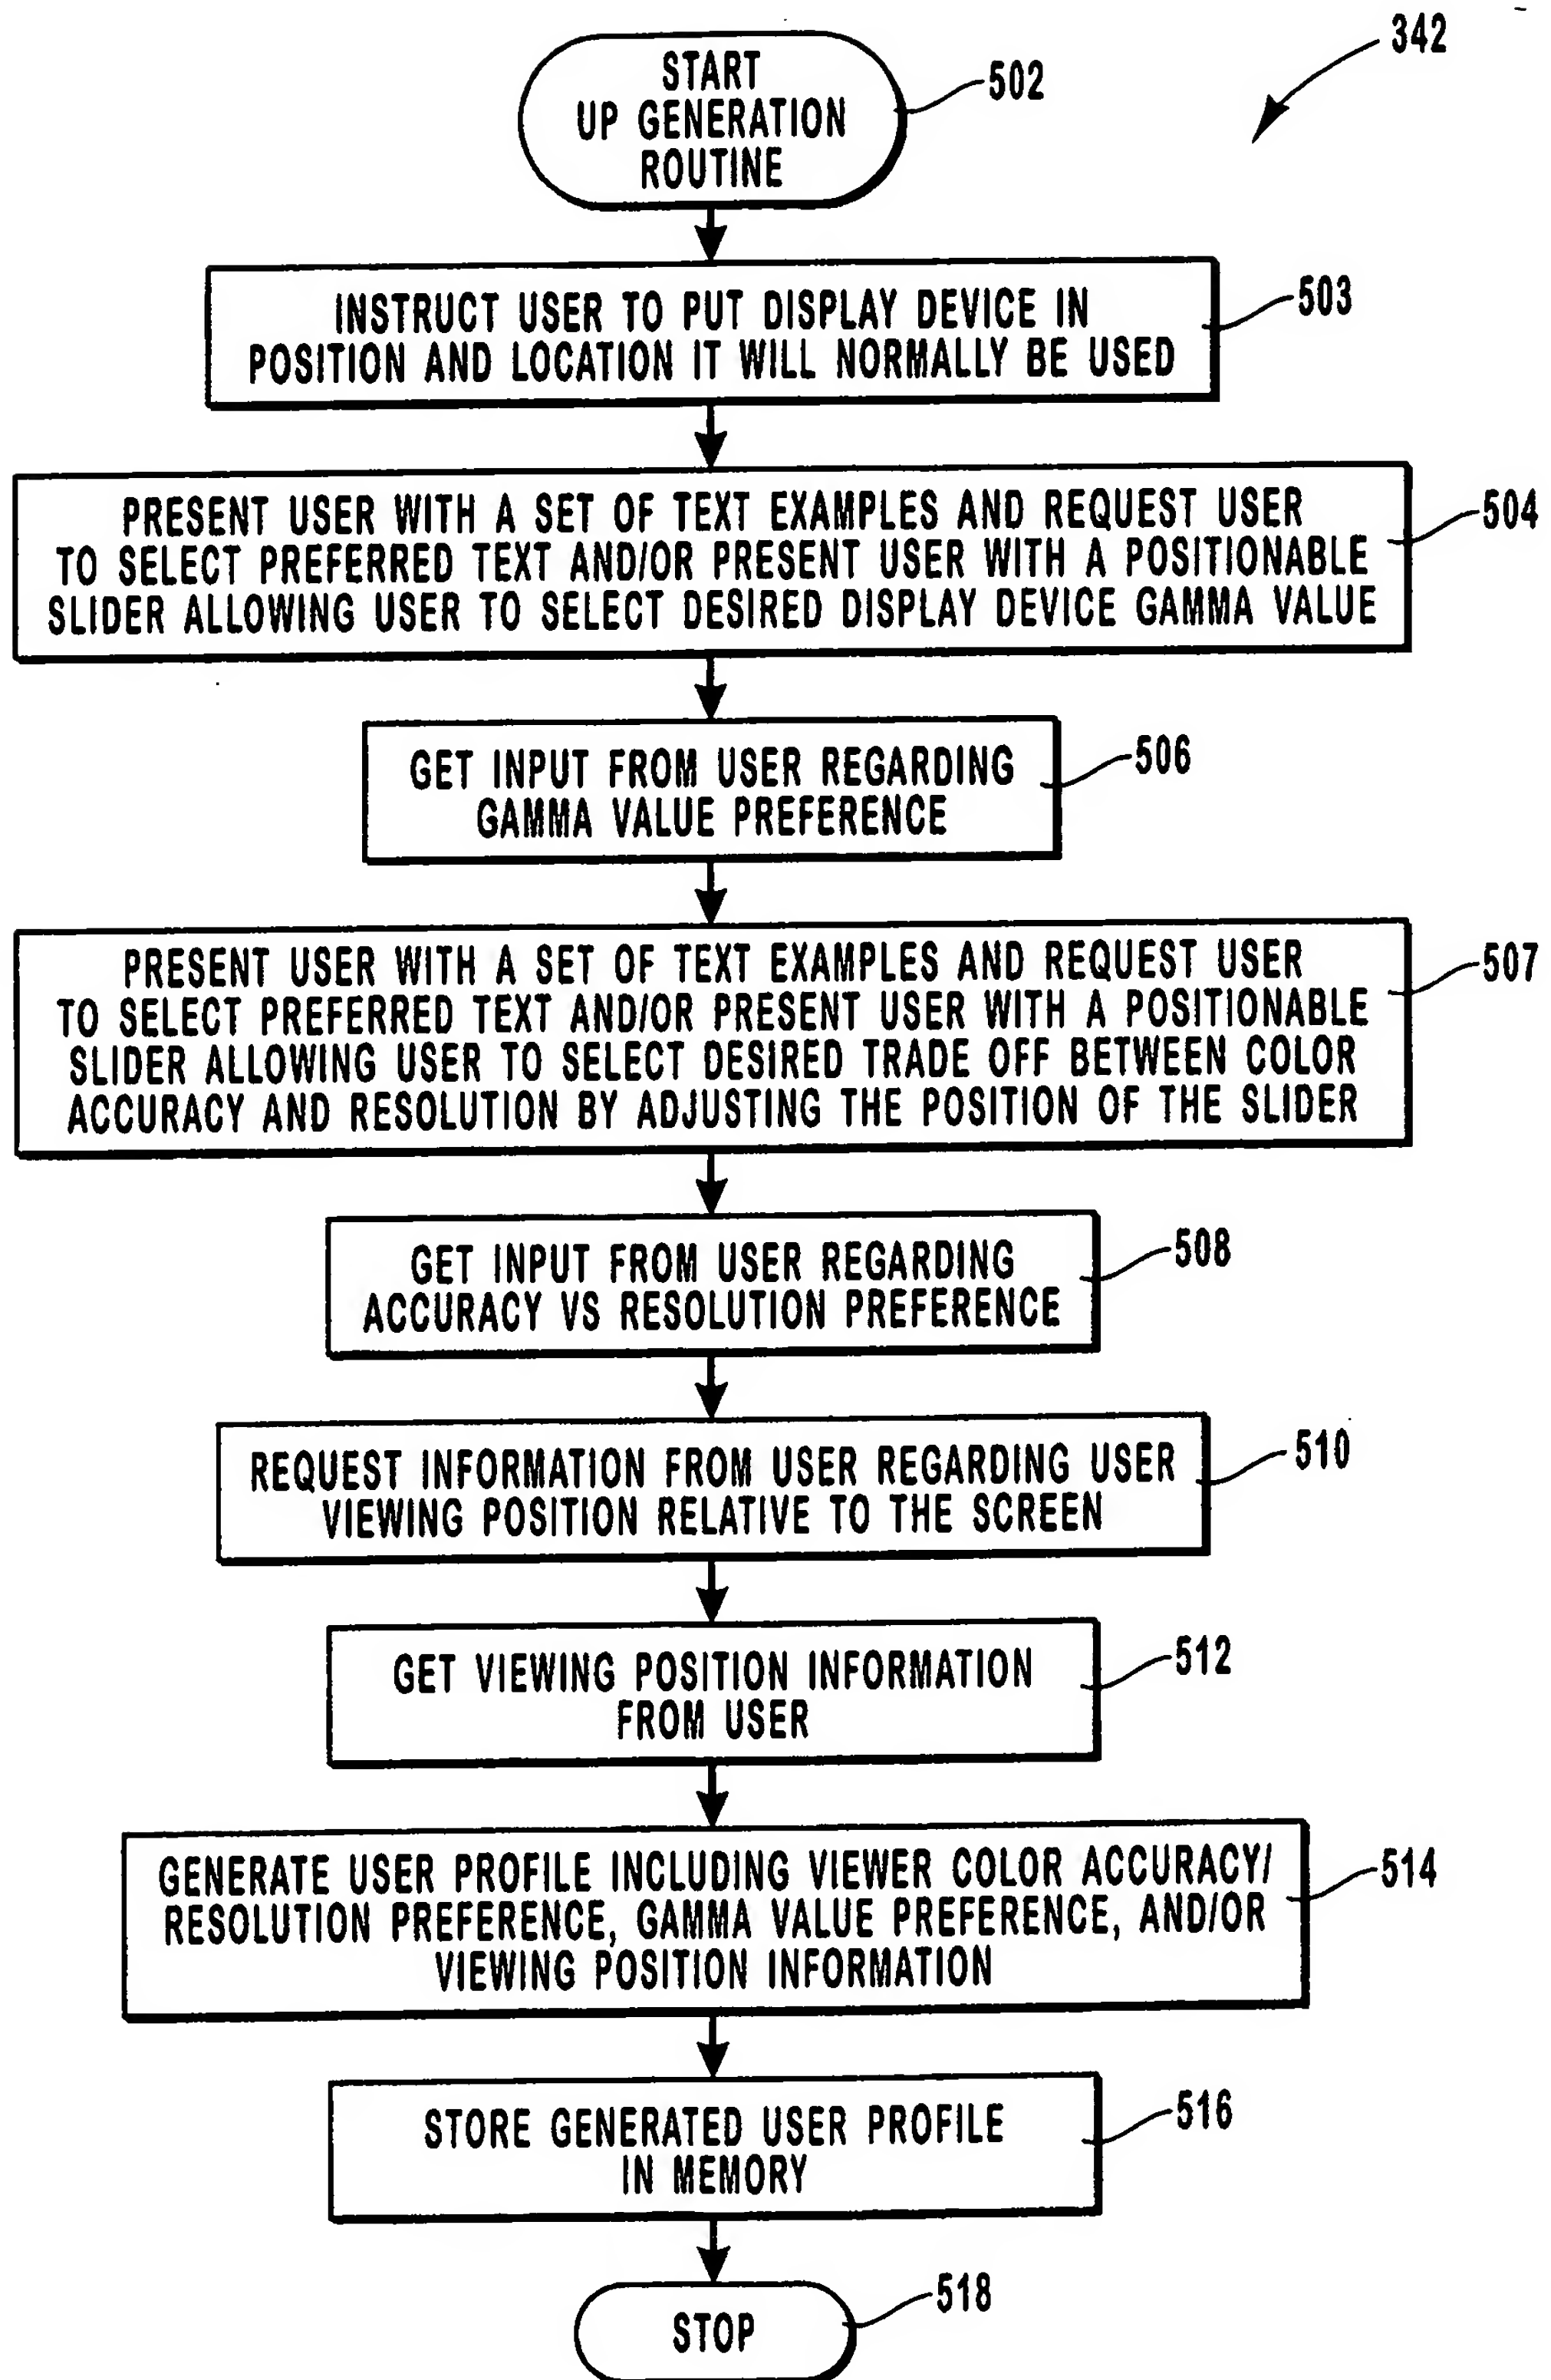 342
START
UP GENERATION
ROUTINE
502
INSTRUCT USER TO PUT DISPLAY DEVICE IN
POSITION AND LOCATION IT WILL NORMALLY BE USED
503
PRESENT USER WITH A SET OF TEXT EXAMPLES AND REQUEST USER
TO SELECT PREFERRED TEXT AND/OR PRESENT USER WITH A POSITIONABLE
SLIDER ALLOWING USER TO SELECT DESIRED DISPLAY DEVICE GAMMA VALUE
504
GET INPUT FROM USER REGARDING
GAMMA VALUE PREFERENCE
506
PRESENT USER WITH A SET OF TEXT EXAMPLES AND REQUEST USER
TO SELECT PREFERRED TEXT AND/OR PRESENT USER WITH A POSITIONABLE
SLIDER ALLOWING USER TO SELECT DESIRED TRADE OFF BETWEEN COLOR
ACCURACY AND RESOLUTION BY ADJUSTING THE POSITION OF THE SLIDER
507
GET INPUT FROM USER REGARDING
ACCURACY VS RESOLUTION PREFERENCE
508
REQUEST INFORMATION FROM USER REGARDING USER
VIEWING POSITION RELATIVE TO THE SCREEN
510
GET VIEWING POSITION INFORMATION
FROM USER
512
GENERATE USER PROFILE INCLUDING VIEWER COLOR ACCURACY/
RESOLUTION PREFERENCE, GAMMA VALUE PREFERENCE, AND/OR
VIEWING POSITION INFORMATION
514
STORE GENERATED USER PROFILE
IN MEMORY
516
STOP
518